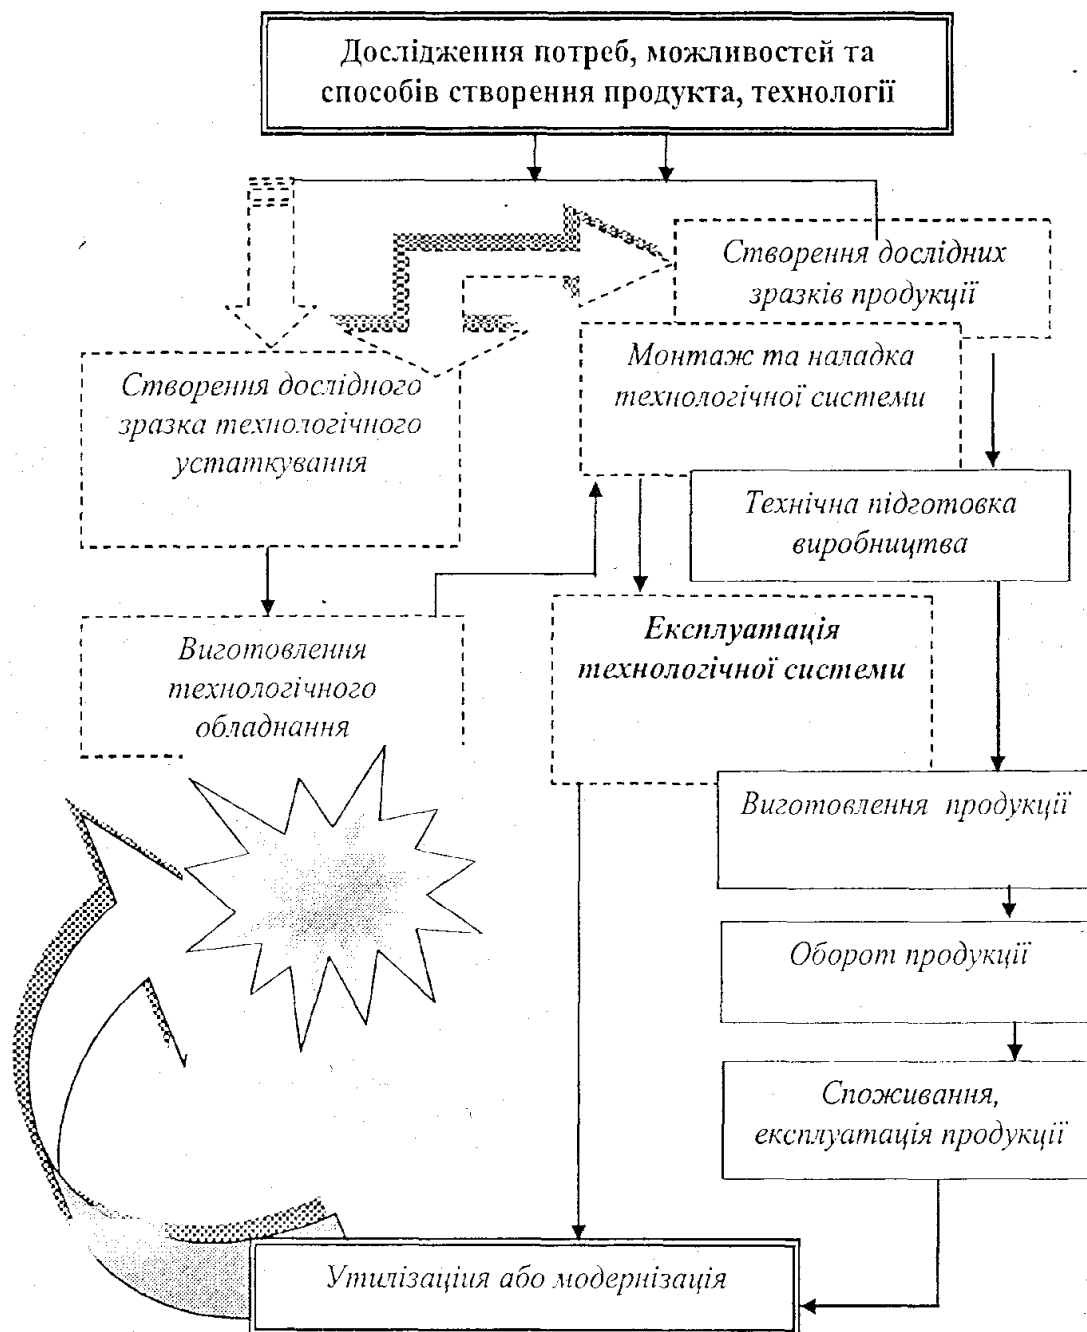 Дослідження потреб, можливостей та
способів створення продукта, технології
Створення дослідних
зразків продукції
Монтаж та наладка
технологічної системи
Створення дослідного
зразка технологічного
устаткування
Технічна підготовка
виробництва
Експлуатація
технологічної системи
Виготовлення
технологічного
обладнання
Виготовлення продукції
Оборот продукції
Споживання,
експлуатація продукції
Утилізаціия або модернізація